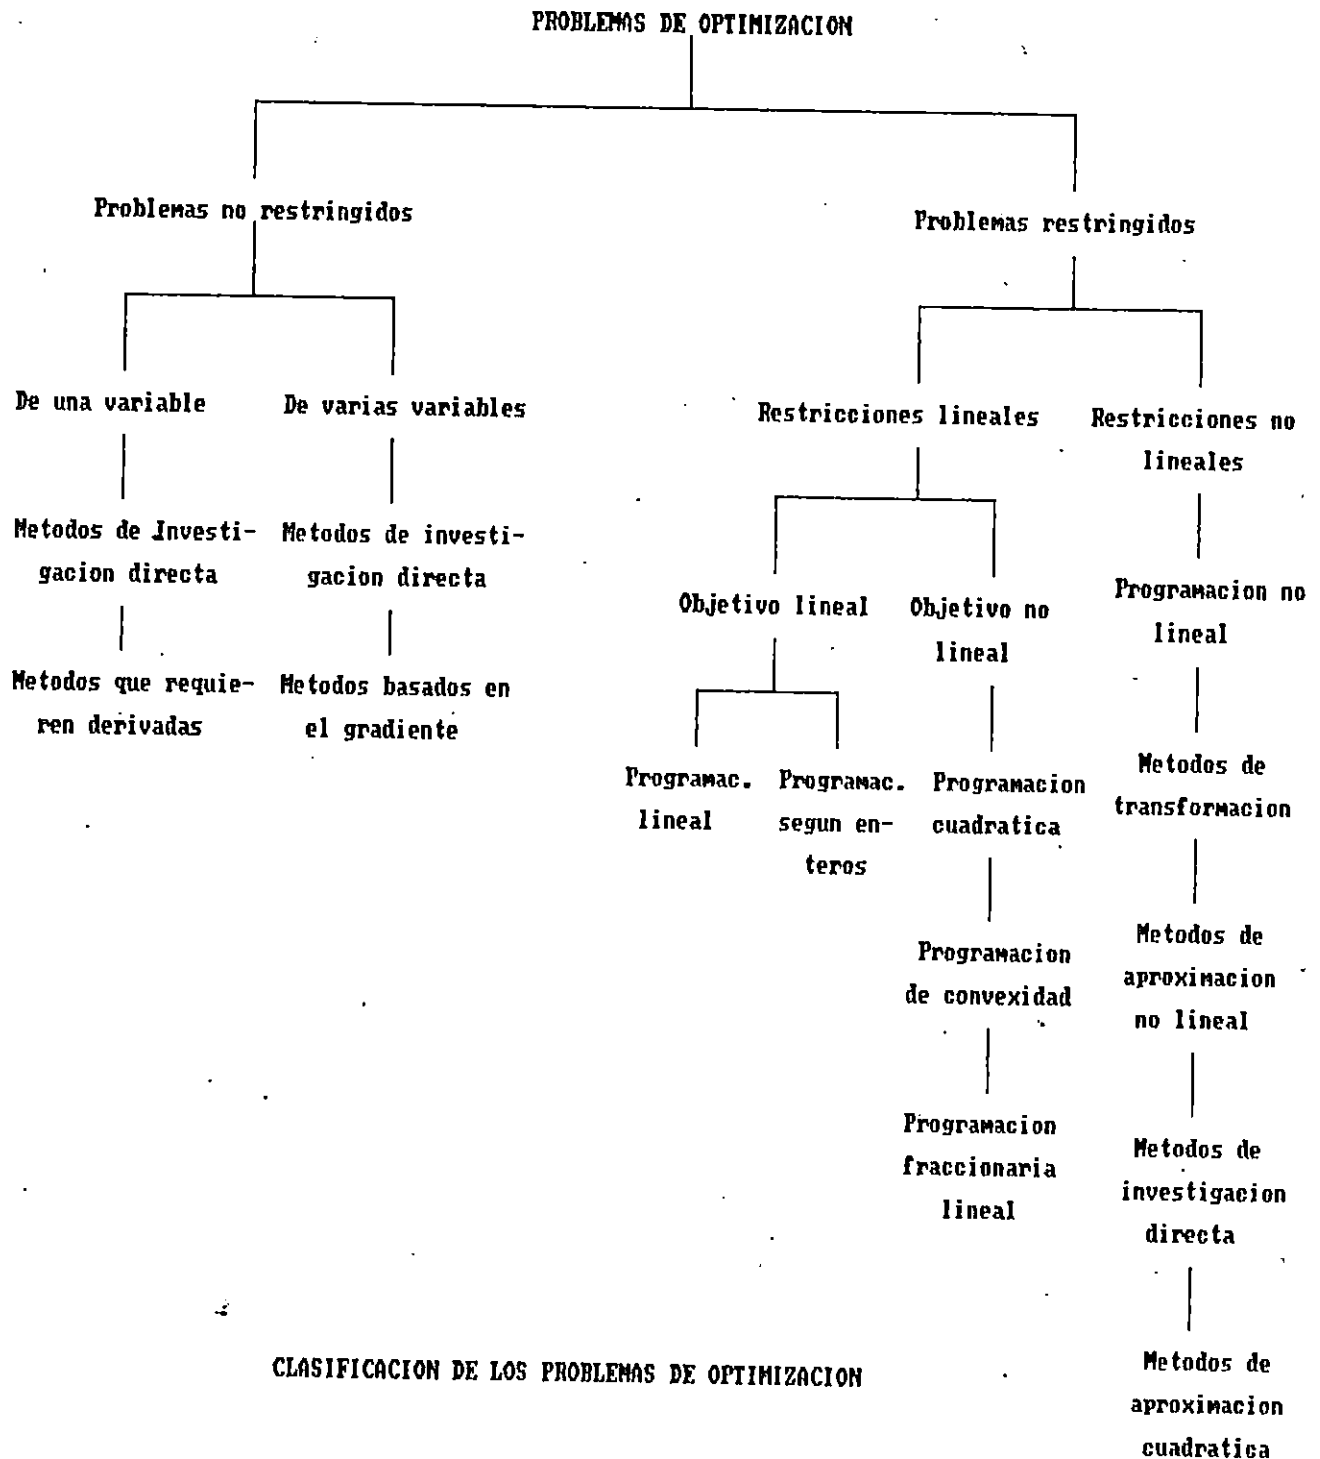 PROBLEMAS DE OPTIMIZACION
Problemas no restringidos
Problemas restringidos
De una variable
De varias variables
Restricciones lineales
Restricciones no
lineales
Metodos de Investi-
gacion directa
Metodos de investi-
gacion directa
Objetivo lineal
Objetivo no
lineal
Programacion no
lineal
Metodos que requie-
ren derivadas
Metodos basados en
el gradiente
Programac.
lineal
Programac.
segun en-
teros
Programacion
cuadratica
Metodos de
transformacion
Programacion
de convexidad
Metodos de
aproximacion
no lineal
Programacion
fraccionaria
lineal
Metodos de
investigacion
directa
Metodos de
aproximacion
cuadratica
CLASIFICACION DE LOS PROBLEMAS DE OPTIMIZACION